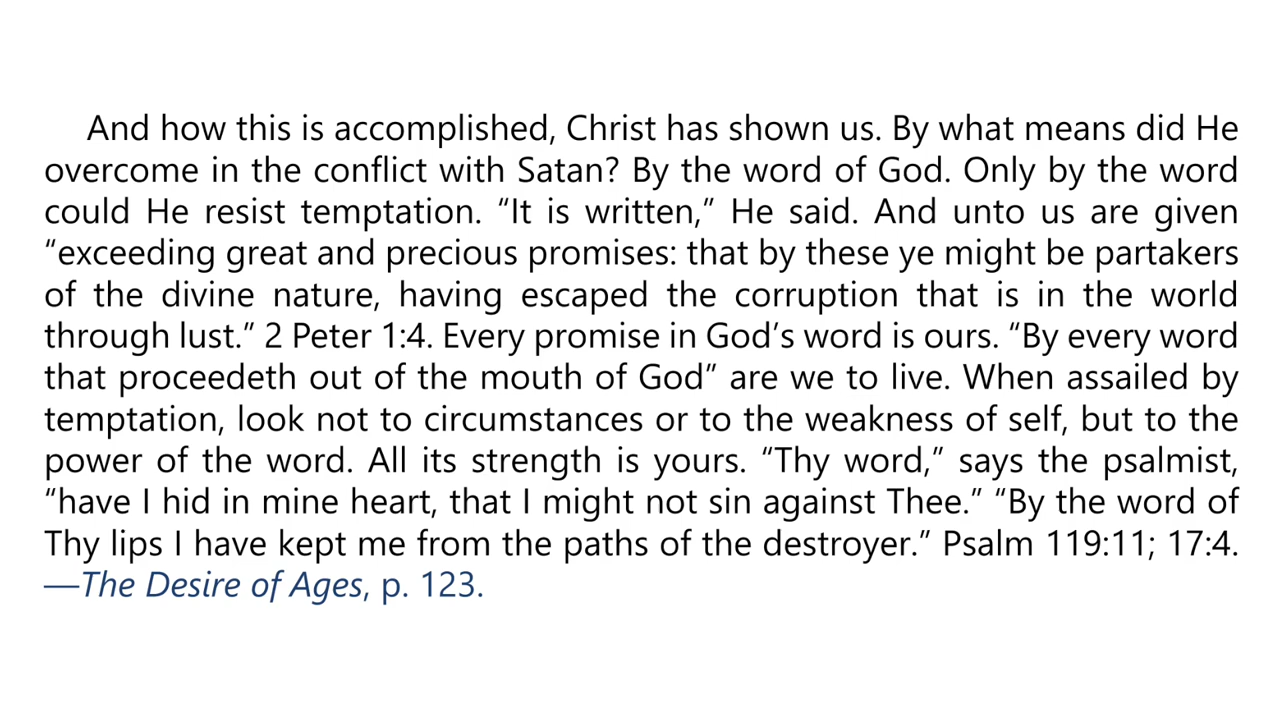 And how this is accomplished, Christ has shown us. By what means did He
overcome in the conflict with Satan? By the word of God. Only by the word
could He resist temptation. “It is written,” He said. And unto us are given
“exceeding great and precious promises: that by these ye might be partakers
of the divine nature, having escaped the corruption that is in the world
through lust.” 2 Peter 1:4. Every promise in God’s word is ours. “By every word
that proceedeth out of the mouth of God” are we to live. When assailed by
temptation, look not to circumstances or to the weakness of self, but to the
power of the word. All its strength is yours. “Thy word,” says the psalmist,
“have I hid in mine heart, that I might not sin against Thee.” “By the word of
Thy lips I have kept me from the paths of the destroyer.” Psalm 119:11; 17:4.
—The Desire of Ages, p. 123.